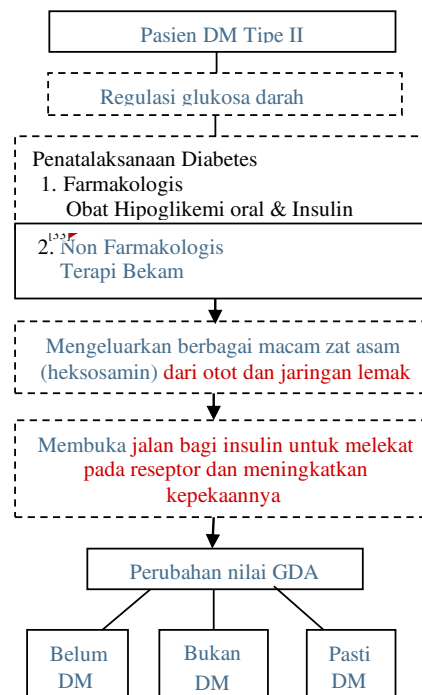 Pasien DM Tipe II
Regulasi glukosa darah
Penatalaksanaan Diabetes
1. Farmakologis
Obat Hipoglikemi oral & Insulin
2. Non Farmakologis
Terapi Bekam
Mengeluarkan berbagai macam zat asam
(heksosamin) dari otot dan jaringan lemak
Membuka jalan bagi insulin untuk melekat
pada reseptor dan meningkatkan
kepekaannya
Perubahan nilai GDA
Belum
DM
Bukan
DM
Pasti
DM